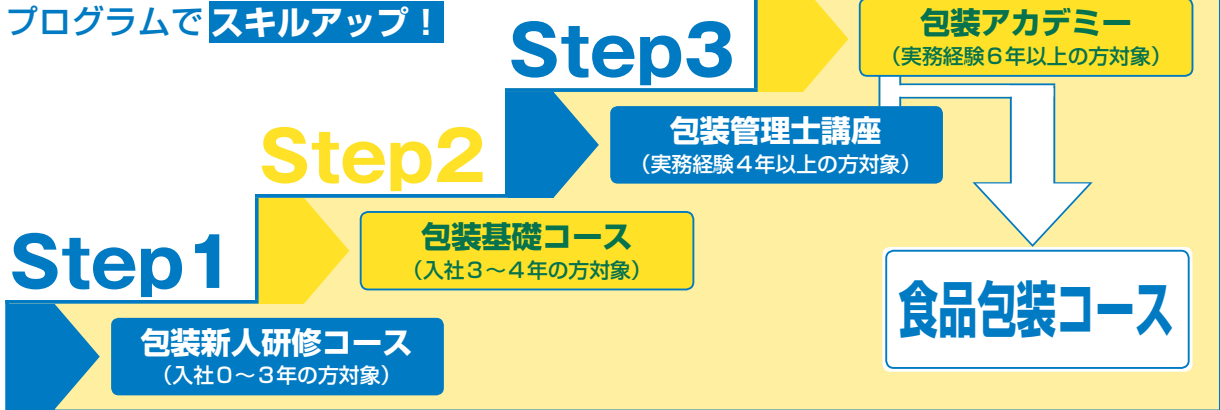 プログラムで スキルアップ！
Step1
包装新人研修コース
（入社０～３年の方対象）
Step2
包装基礎コース
（入社３～４年の方対象）
Step3
包装管理士講座
（実務経験４年以上の方対象）
包装アカデミー
（実務経験６年以上の方対象）
食品包装コース